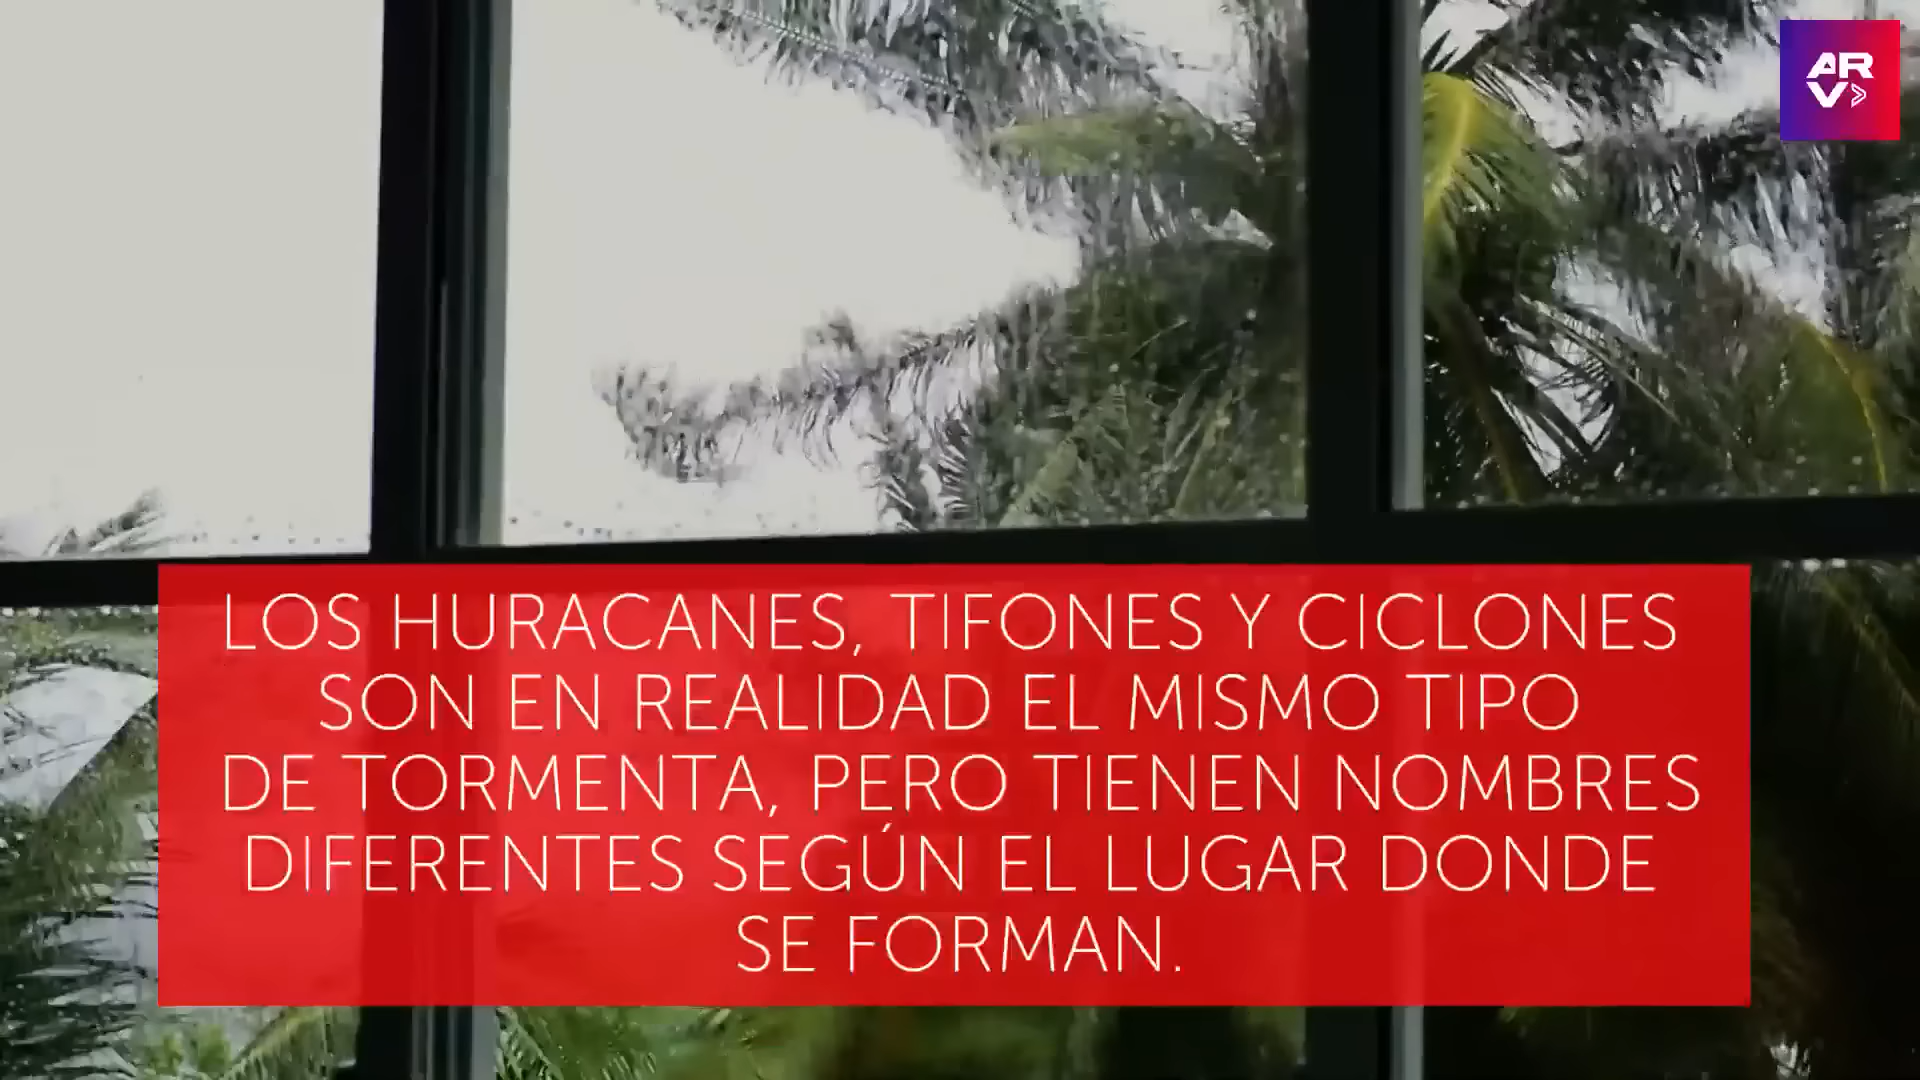 AR
V
LOS HURACANES, TIFONES Y CICLONES
SON EN REALIDAD EL MISMO TIPO
DE TORMENTA, PERO TIENEN NOMBRES
DIFERENTES SEGÚN EL LUGAR DONDE
SE FORMAN.